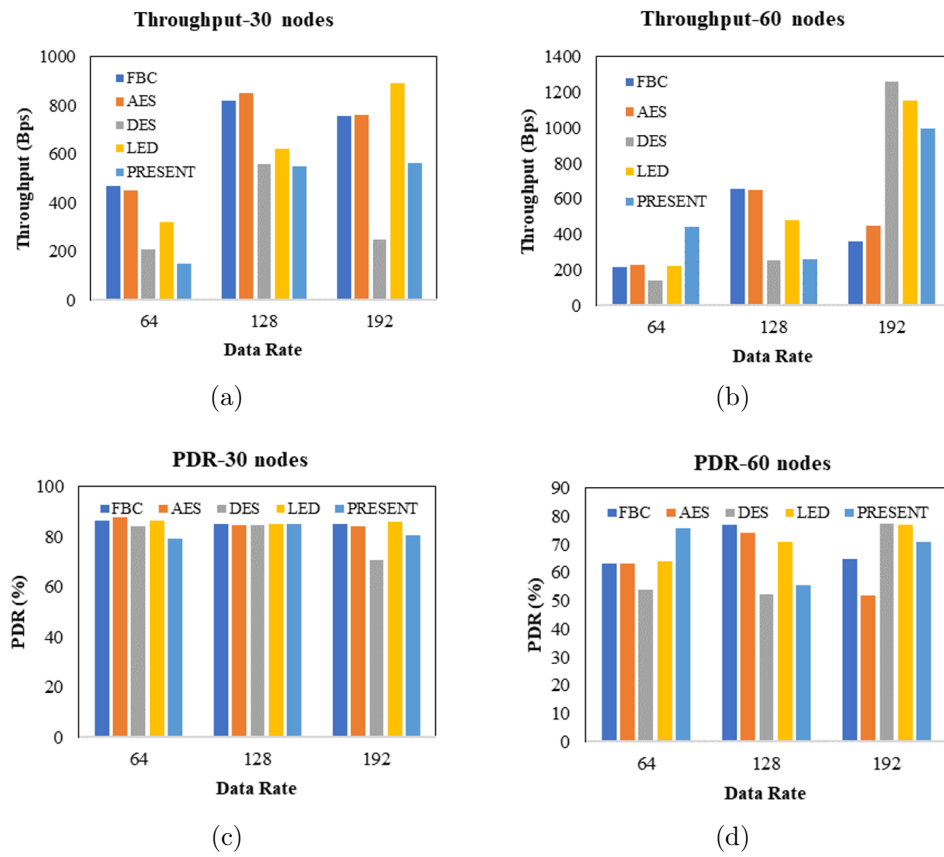 Throughput-30 nodes
1000
800
600
400
200
0
Throughput (Bps)
FBC
AES
DES
LED
PRESENT
64 128 192
Data Rate
(a)
Throughput-60 nodes
1400
1200
1000
800
600
400
200
0
Throughput (Bps)
FBC
AES
DES
LED
PRESENT
64 128 192
Data Rate
(b)
PDR-30 nodes
100
80
60
40
20
0
PDR (%)
FBC AES DES LED PRESENT
64 128 192
Data Rate
(c)
PDR-60 nodes
90
80
70
60
50
40
30
20
10
0
PDR (%)
FBC AES DES LED PRESENT
64 128 192
Data Rate
(d)